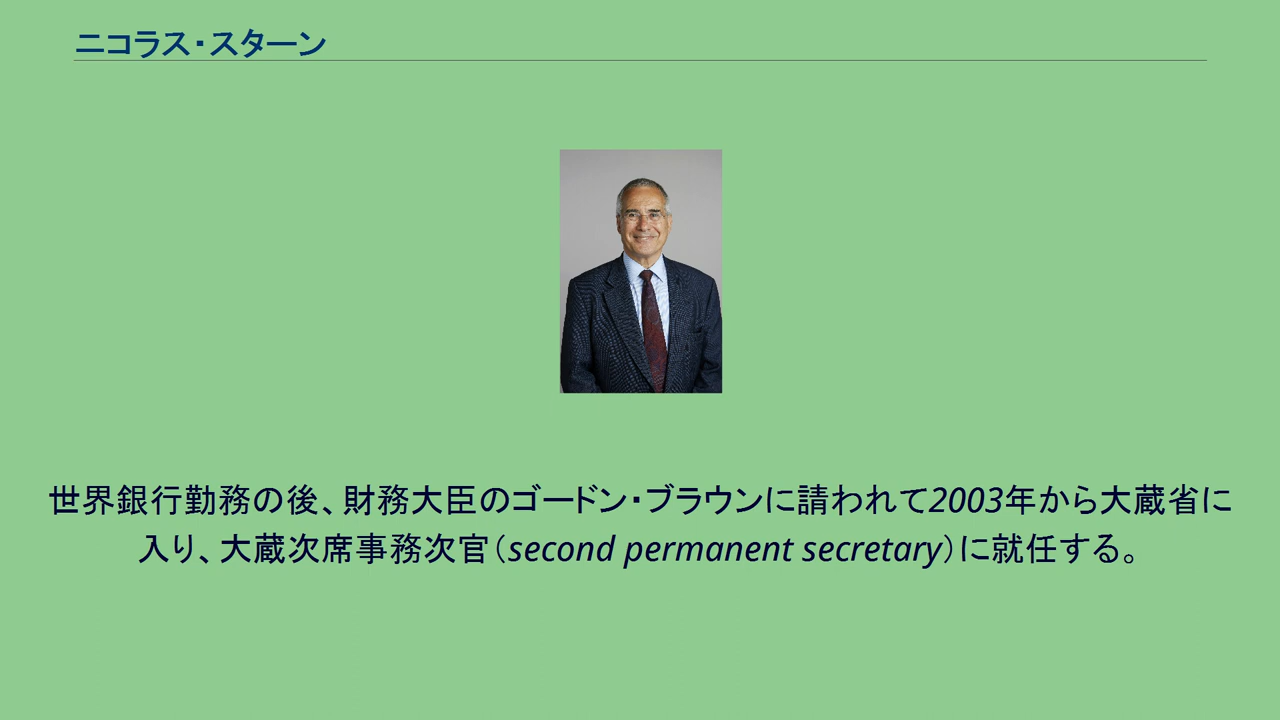 ニコラス・スターン
世界銀行勤務の後、財務大臣のゴードン・ブラウンに請われて2003年から大蔵省に
入り、大蔵次席事務次官（second permanent secretary）に就任する。